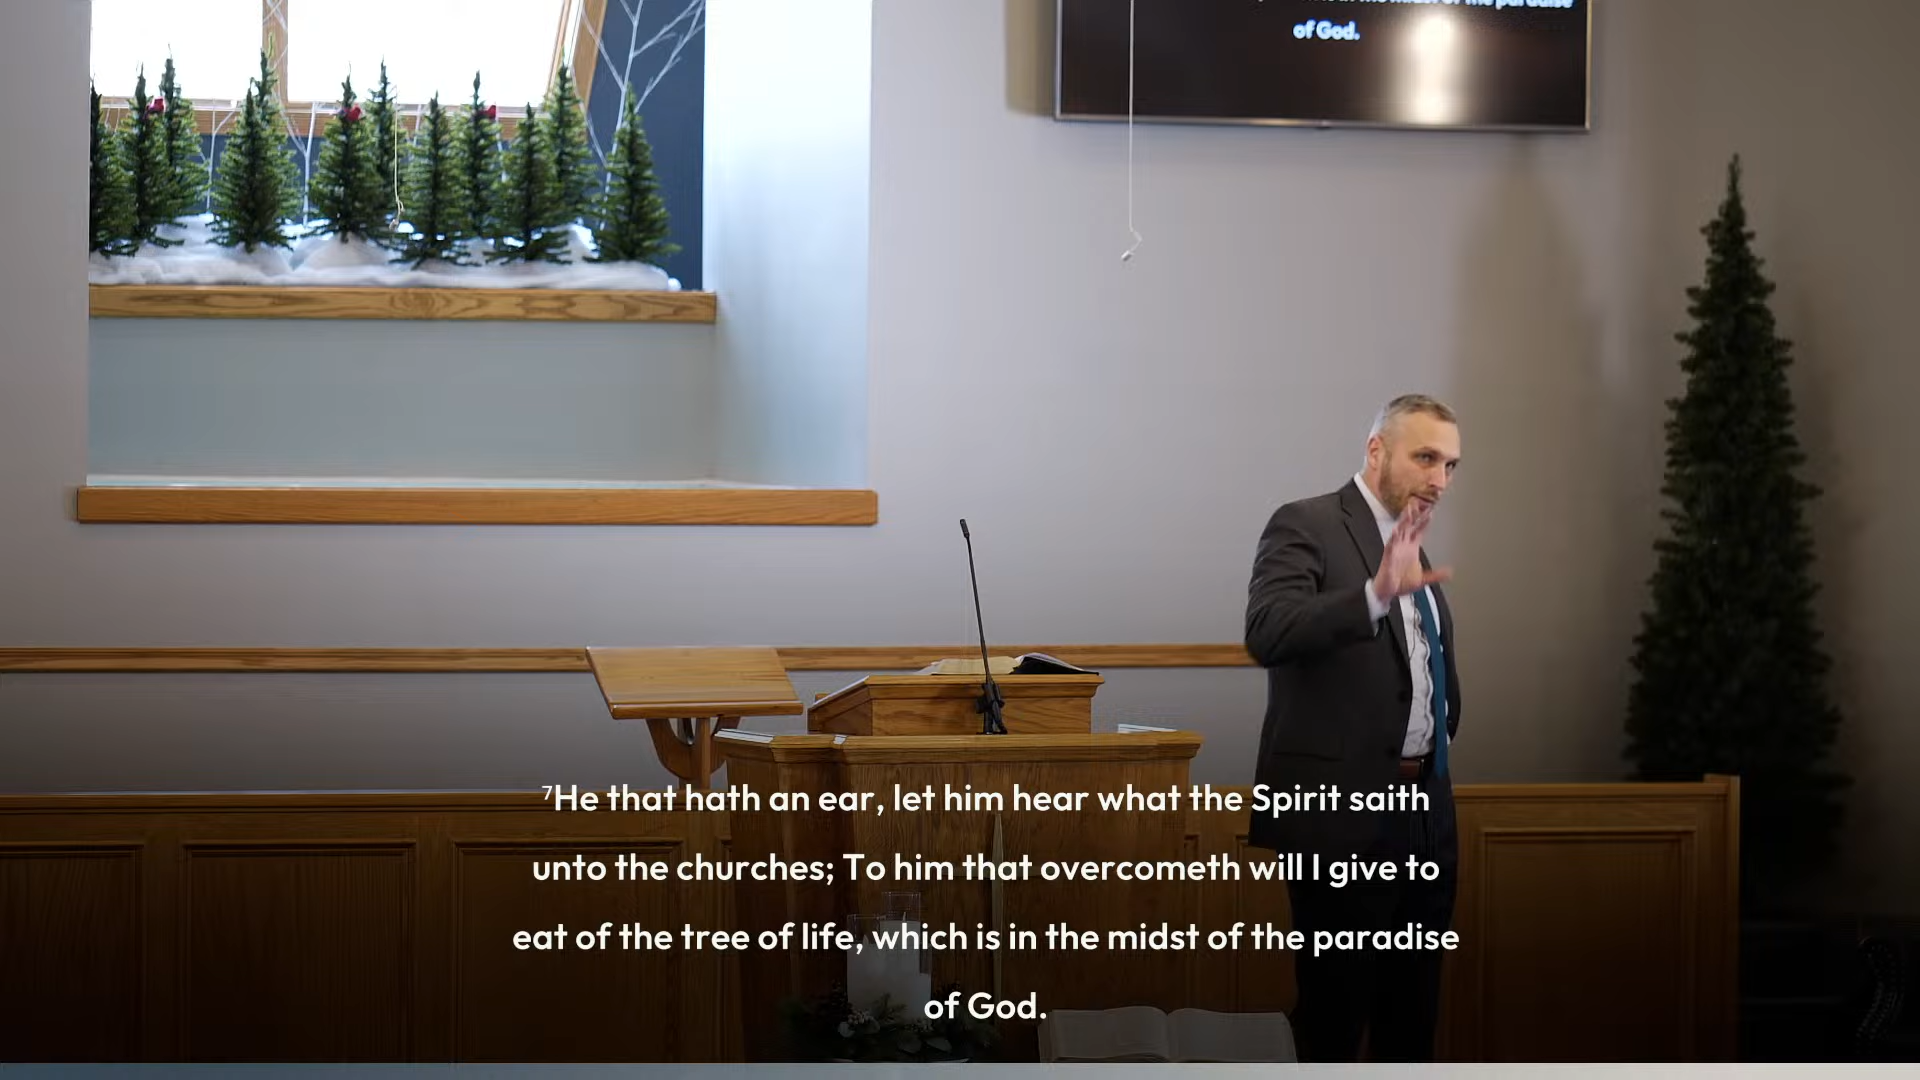 of God.
⁷He that hath an ear, let him hear what the Spirit saith
unto the churches; To him that overcometh will I give to
eat of the tree of life, which is in the midst of the paradise
of God.